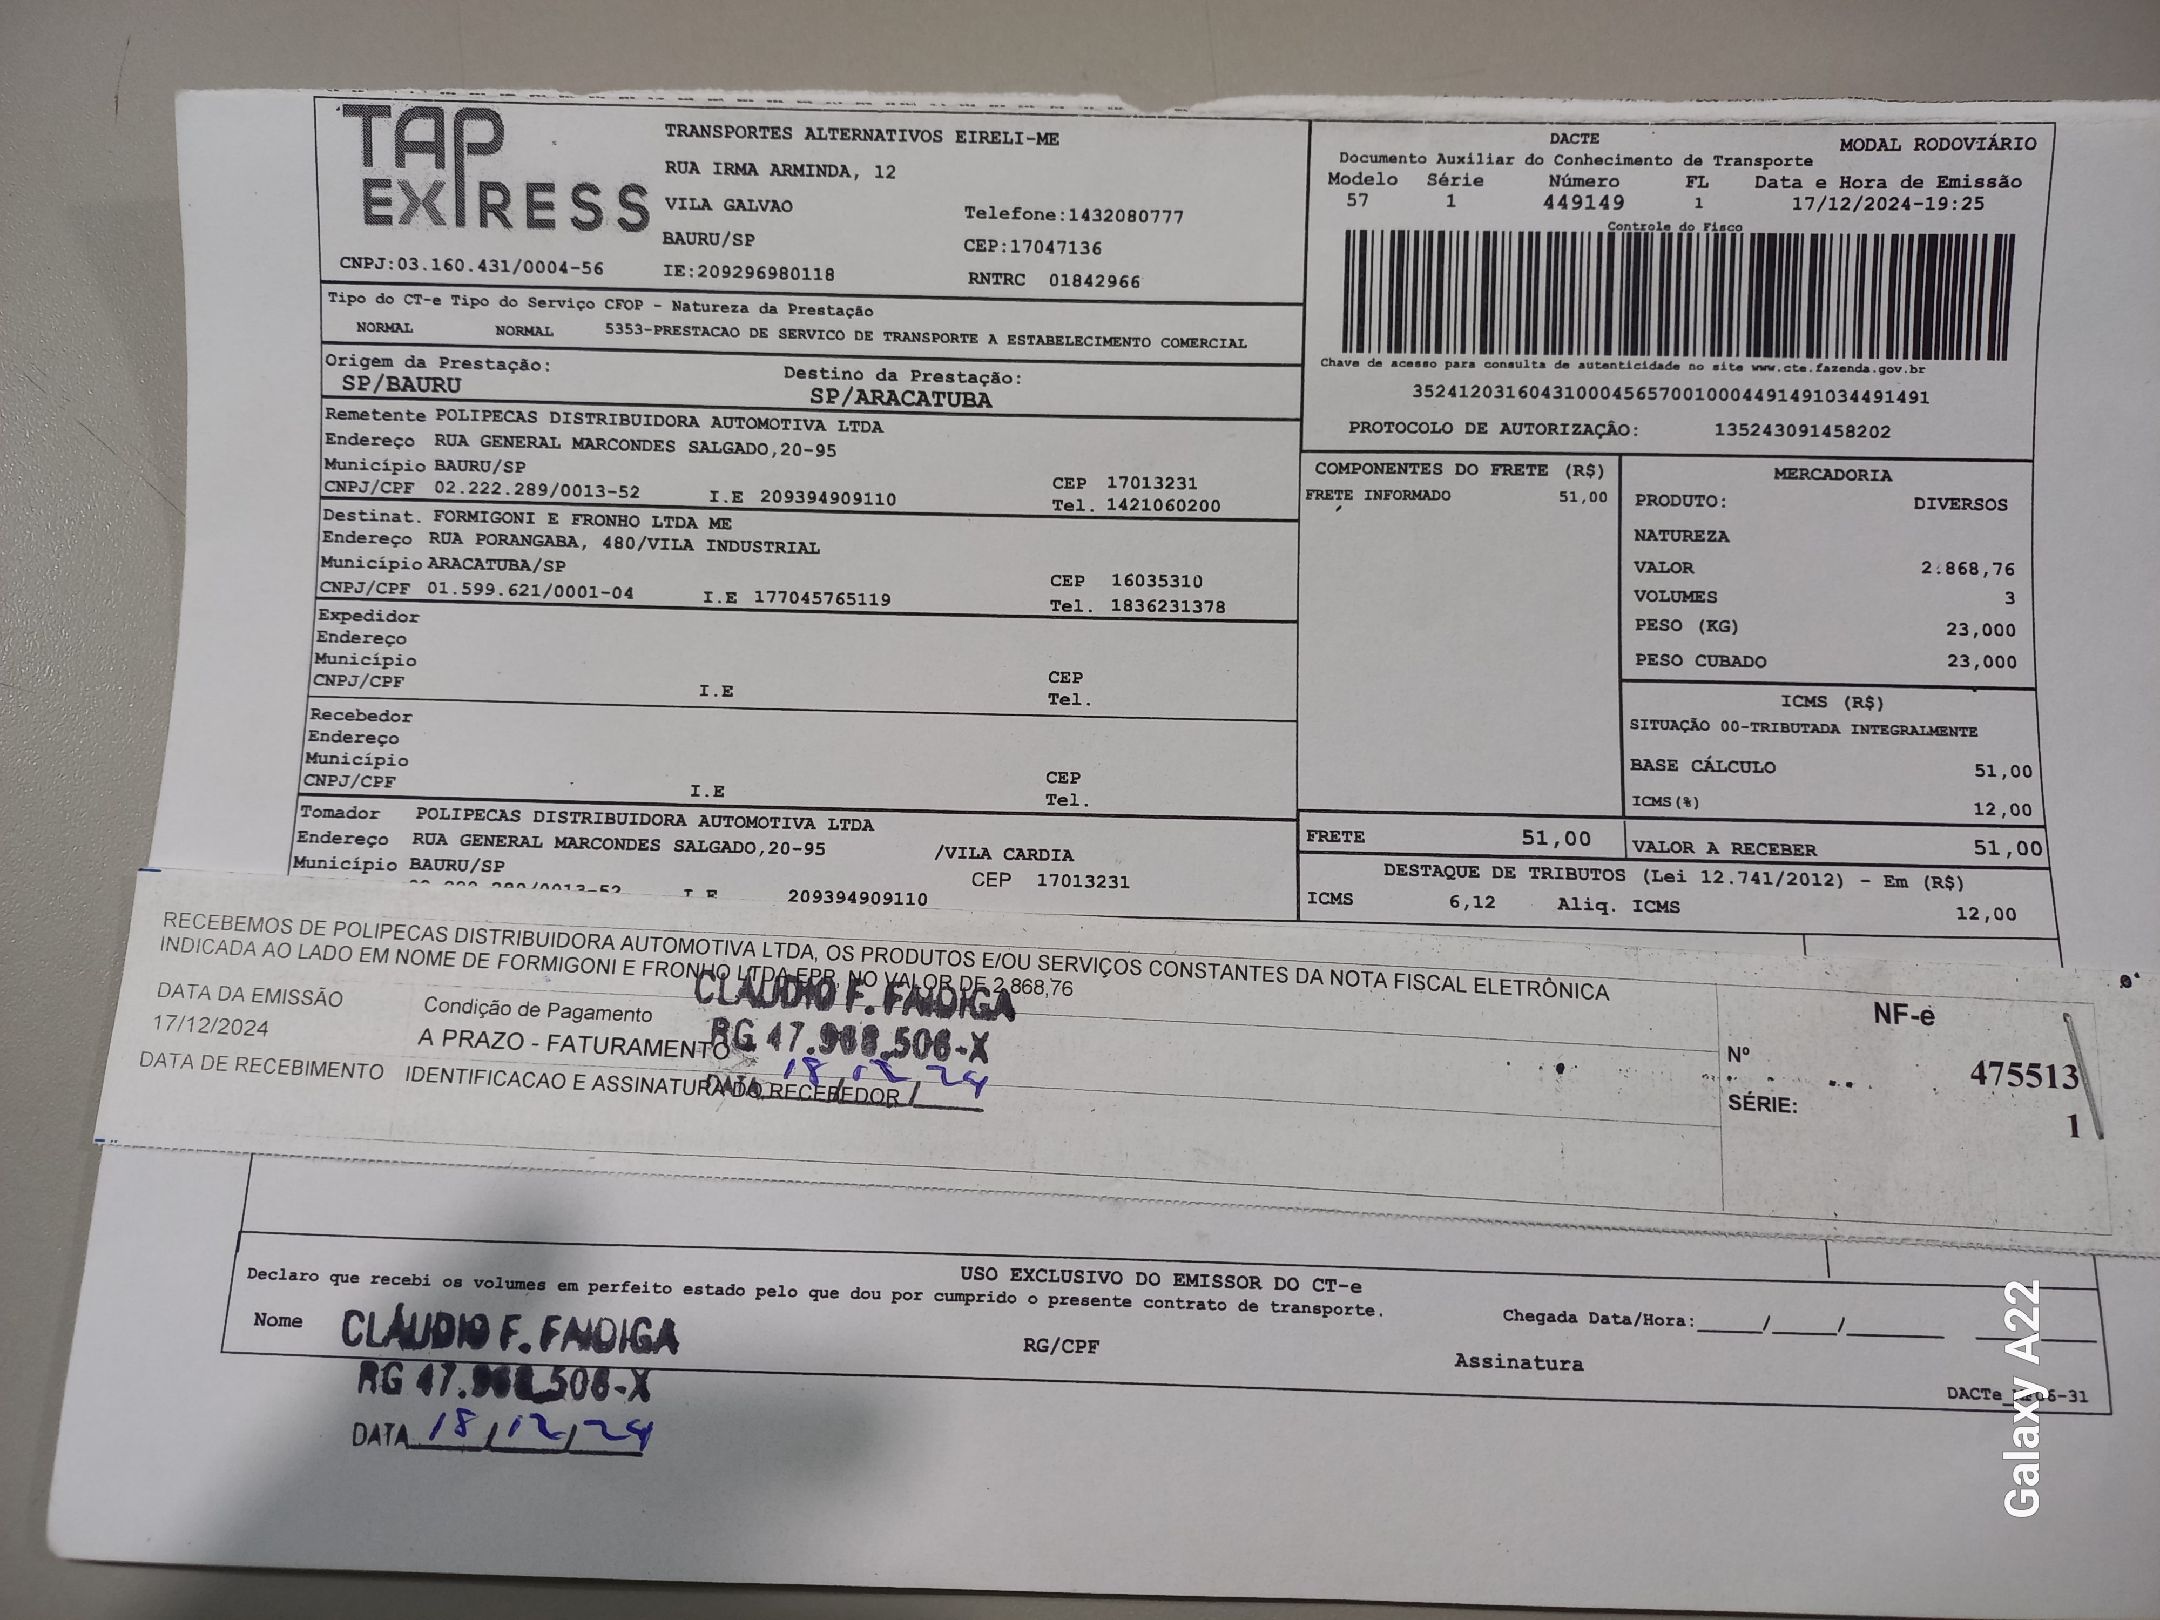 TAP EXPRESS
CNPJ:03.160.431/0004-56
TRANSPORTES ALTERNATIVOS EIRELI-ME
RUA IRMA ARMINDA, 12
VILA GALVAO
Telefone:1432080777
BAURU/SP
CEP:17047136
IE:209296980118
RNTRC 01842966
DACTE
MODAL RODOVIÁRIO
Documento Auxiliar do Conhecimento de Transporte
Modelo Série Número FL Data e Hora de Emissão
57 1 449149 1 17/12/2024-19:25
Controle do Fisco
Chave de acesso para consulta de autenticidade no site www.cte.fazenda.gov.br
35241203160431000456570010004491491034491491
PROTOCOLO DE AUTORIZAÇÃO: 135243091458202
Tipo do CT-e Tipo do Serviço CFOP - Natureza da Prestação
NORMAL NORMAL 5353-PRESTACAO DE SERVICO DE TRANSPORTE A ESTABELECIMENTO COMERCIAL
Origem da Prestação: Destino da Prestação:
SP/BAURU SP/ARACATUBA
Remetente POLIPECAS DISTRIBUIDORA AUTOMOTIVA LTDA
Endereço RUA GENERAL MARCONDES SALGADO,20-95
Município BAURU/SP CEP 17013231
CNPJ/CPF 02.222.289/0013-52 I.E 209394909110 Tel. 1421060200
Destinat. FORMIGONI E FRONHO LTDA ME
Endereço RUA PORANGABA, 480/VILA INDUSTRIAL
Município ARACATUBA/SP CEP 16035310
CNPJ/CPF 01.599.621/0001-04 I.E 177045765119 Tel. 1836231378
Expedidor
Endereço
Município CEP
CNPJ/CPF I.E Tel.
Recebedor
Endereço
Município CEP
CNPJ/CPF I.E Tel.
Tomador POLIPECAS DISTRIBUIDORA AUTOMOTIVA LTDA
Endereço RUA GENERAL MARCONDES SALGADO,20-95 /VILA CARDIA
Município BAURU/SP CEP 17013231
I.E 209394909110
COMPONENTES DO FRETE (R$)
FRETE INFORMADO 51,00
MERCADORIA
PRODUTO: DIVERSOS
NATUREZA
VALOR 2.868,76
VOLUMES 3
PESO (KG) 23,000
PESO CUBADO 23,000
ICMS (R$)
SITUAÇÃO 00-TRIBUTADA INTEGRALMENTE
BASE CÁLCULO 51,00
ICMS(%) 12,00
FRETE 51,00 VALOR A RECEBER 51,00
DESTAQUE DE TRIBUTOS (Lei 12.741/2012) - Em (R$)
ICMS 6,12 Aliq. ICMS 12,00
RECEBEMOS DE POLIPECAS DISTRIBUIDORA AUTOMOTIVA LTDA, OS PRODUTOS E/OU SERVIÇOS CONSTANTES DA NOTA FISCAL ELETRÔNICA
INDICADA AO LADO EM NOME DE FORMIGONI E FRONHO LTDA EPP, NO VALOR DE 2.868,76
DATA DA EMISSÃO Condição de Pagamento
17/12/2024 A PRAZO - FATURAMENTO
DATA DE RECEBIMENTO IDENTIFICACAO E ASSINATURA DO RECEBEDOR
CLAUDIO F.
RG 47.
DATA 18/12/24
NF-e
Nº 475513
SÉRIE: 1
USO EXCLUSIVO DO EMISSOR DO CT-e
Declaro que recebi os volumes em perfeito estado pelo que dou por cumprido o presente contrato de transporte.
Chegada Data/Hora:_____/_____/_____
Nome RG/CPF Assinatura
CLAUDIO F.
RG 47.
DATA 18/12/24
Galaxy A22